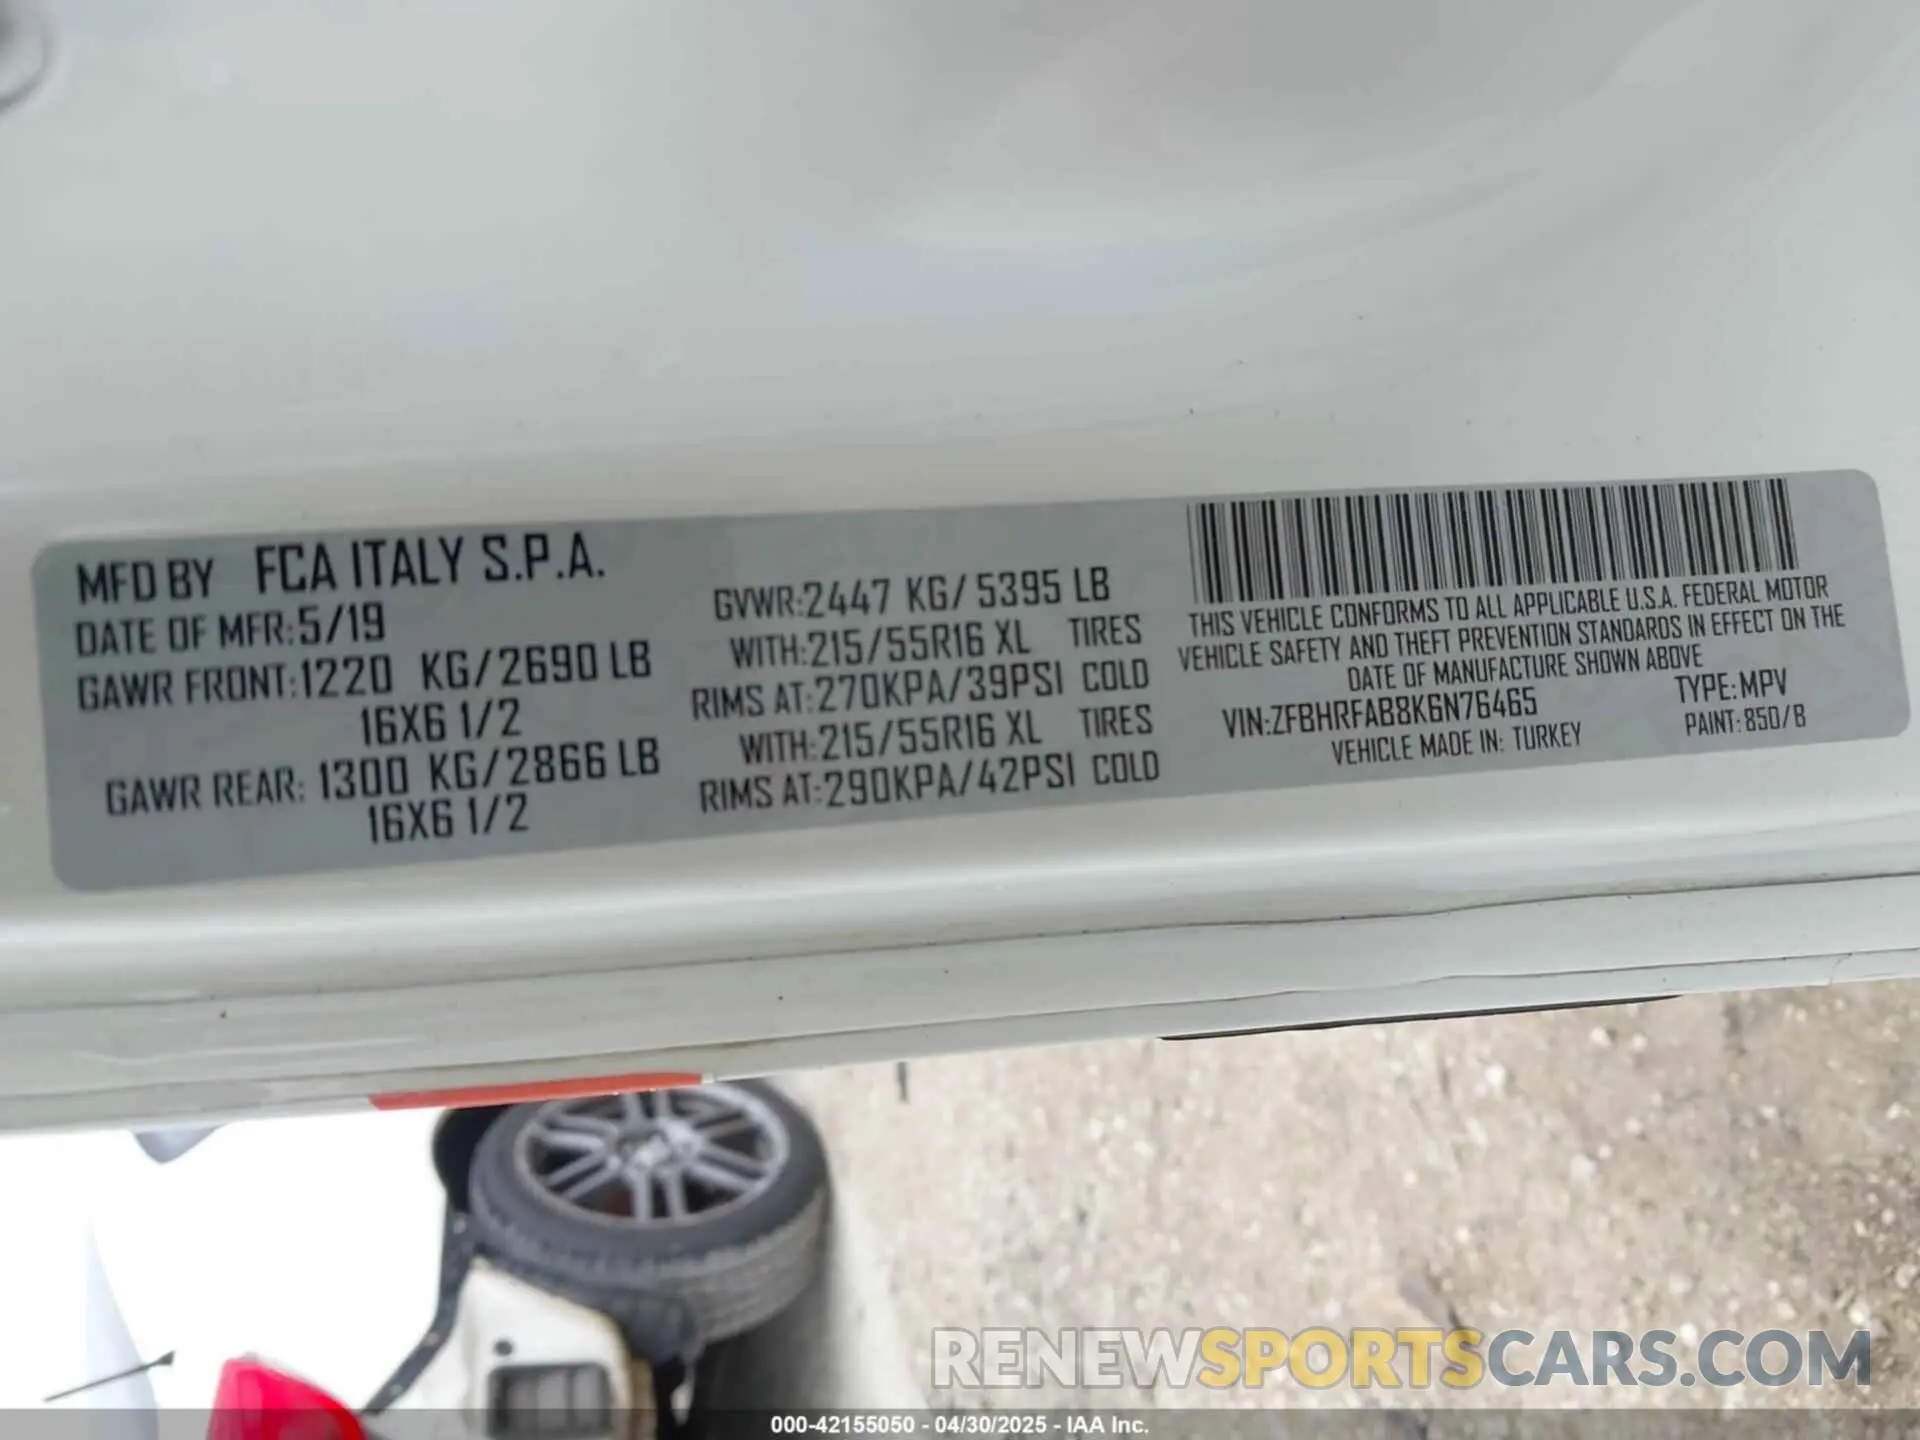 MFD BY FCA ITALY S.P.A.
DATE OF MFR:5/19
GAWR FRONT:1220 KG/2690 LB
16X6 1/2
GAWR REAR: 1300 KG/2866 LB
16X6 1/2
GVWR:2447 KG/ 5395 LB
WITH:215/55R16 XL TIRES
RIMS AT:270KPA/39PSI COLD
WITH:215/55R16 XL TIRES
RIMS AT:290KPA/42PSI COLD
THIS VEHICLE CONFORMS TO ALL APPLICABLE U.S.A. FEDERAL MOTOR
VEHICLE SAFETY AND THEFT PREVENTION STANDARDS IN EFFECT ON THE
DATE OF MANUFACTURE SHOWN ABOVE
VIN:ZFBHRFAB8K6N76465 TYPE:MPV
VEHICLE MADE IN: TURKEY PAINT:850/B
RENEWSPORTSCARS.COM
000-42155050 - 04/30/2025 - IAA Inc.